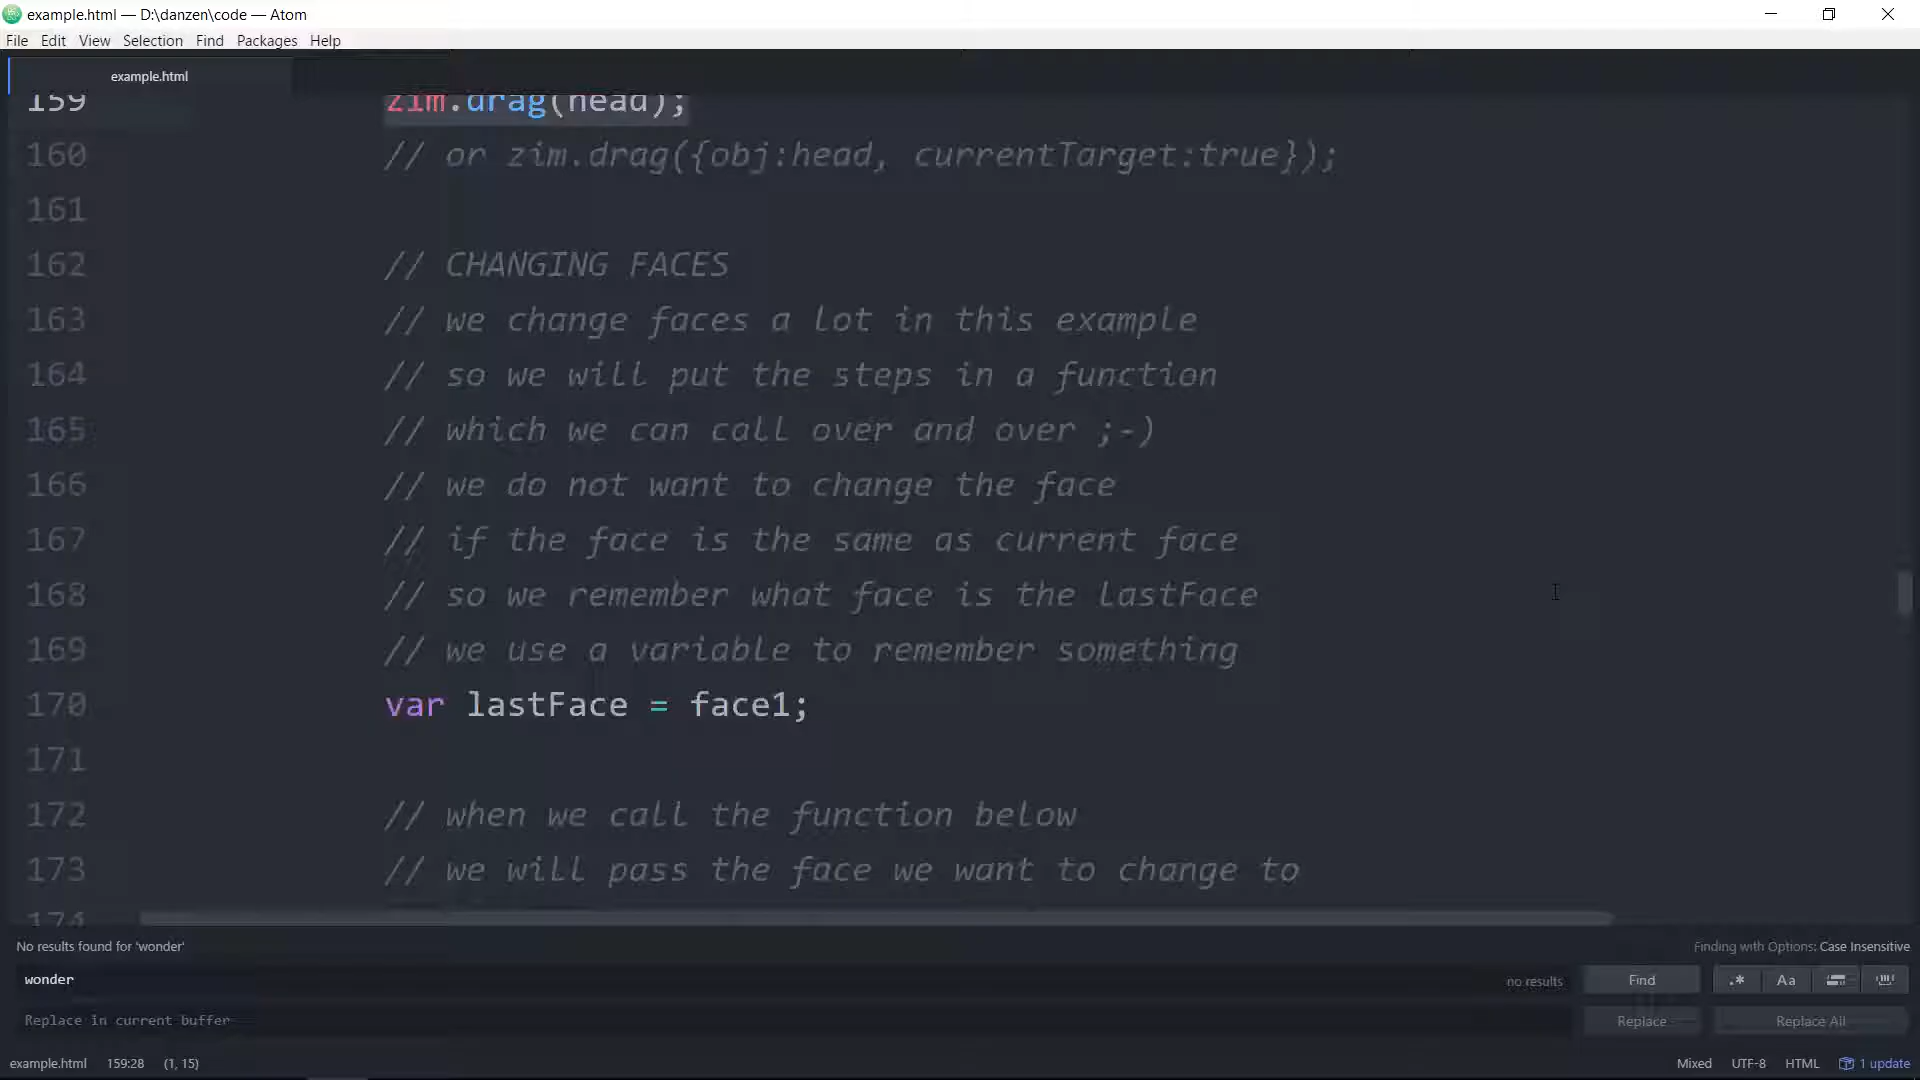 example.html — D:\danzen\code — Atom
File Edit View Selection Find Packages Help
example.html
159 zim.drag(head);
160 // or zim.drag({obj:head, currentTarget:true});
161
162 // CHANGING FACES
163 // we change faces a lot in this example
164 // so we will put the steps in a function
165 // which we can call over and over ;-)
166 // we do not want to change the face
167 // if the face is the same as current face
168 // so we remember what face is the lastFace
169 // we use a variable to remember something
170 var lastFace = face1;
171
172 // when we call the function below
173 // we will pass the face we want to change to
174
No results found for 'wonder' Finding with Options: Case Insensitive
wonder no results Find .* Aa
Replace in current buffer Replace Replace All
example.html 159:28 (1, 15) Mixed UTF-8 HTML 1 update